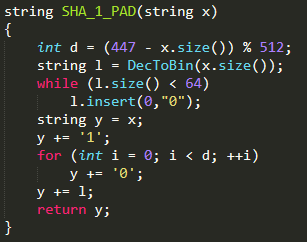 string SHA_1_PAD(string x)
{
    int d = (447 - x.size()) % 512;
    string l = DecToBin(x.size());
    while (l.size() < 64)
        l.insert(0,"0");
    string y = x;
    y += '1';
    for (int i = 0; i < d; ++i)
        y += '0';
    y += l;
    return y;
}